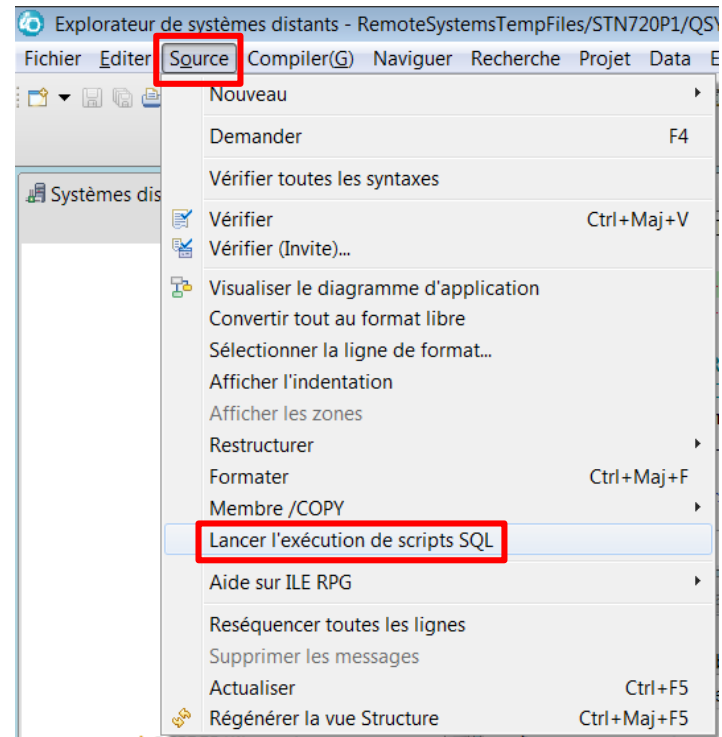 Explorateur de systèmes distants - RemoteSystemsTempFiles/STN720P1/QSY
Fichier Editer Source Compiler(G) Naviguer Recherche Projet Data
Systèmes dis
Nouveau
Demander F4
Vérifier toutes les syntaxes
Vérifier Ctrl+Maj+V
Vérifier (Invite)...
Visualiser le diagramme d'application
Convertir tout au format libre
Sélectionner la ligne de format...
Afficher l'indentation
Afficher les zones
Restructurer
Formater Ctrl+Maj+F
Membre /COPY
Lancer l'exécution de scripts SQL
Aide sur ILE RPG
Reséquencer toutes les lignes
Supprimer les messages
Actualiser Ctrl+F5
Régénérer la vue Structure Ctrl+Maj+F5